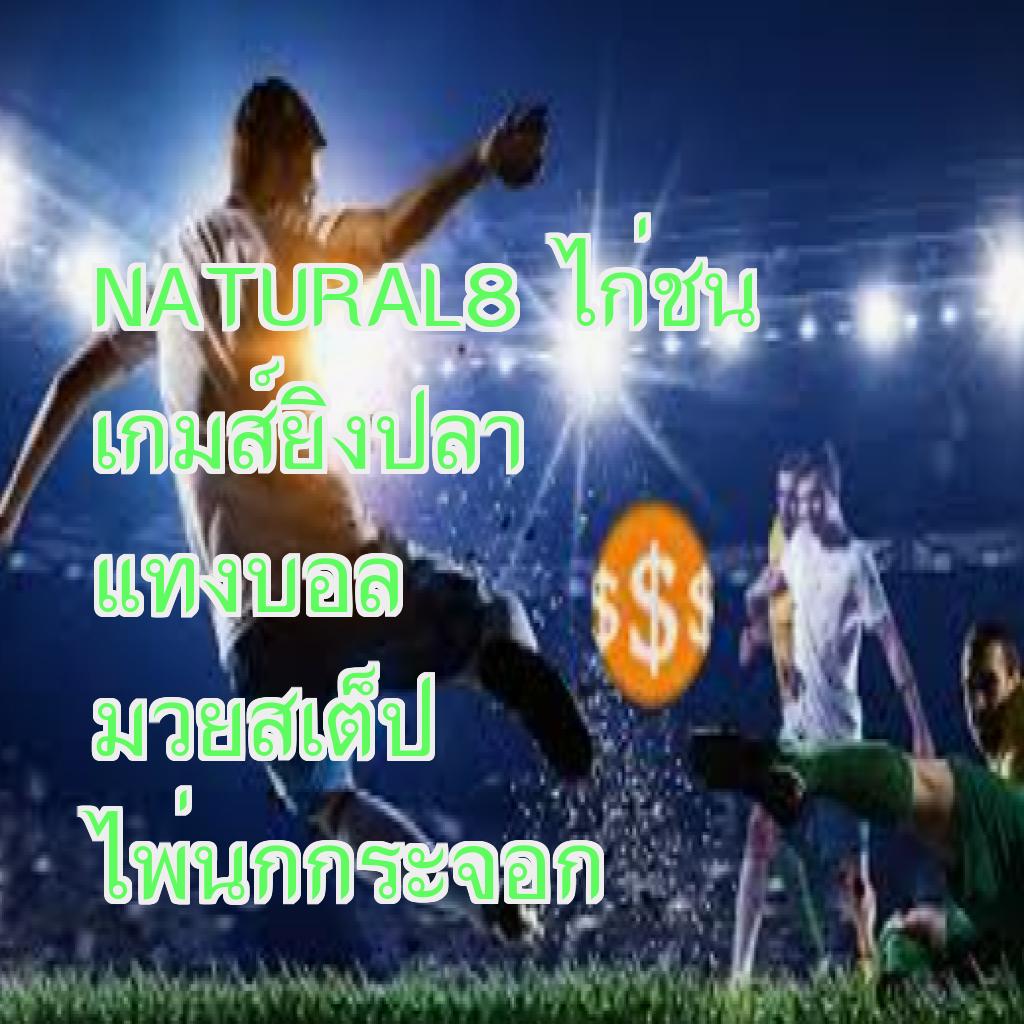 NATURAL8 ไก่ชน
เกมส์ยิงปลา
แทงบอล
มวยสเต็ป
ไพ่นกกระจอก
$$$